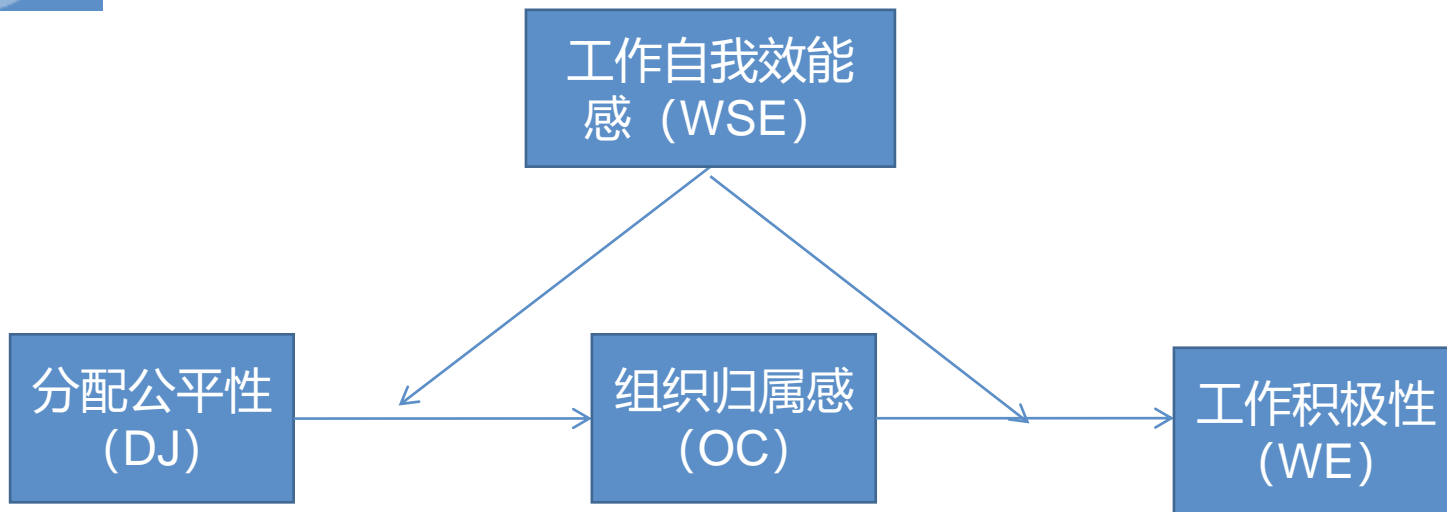 工作自我效能
感（WSE）
分配公平性
（DJ）
组织归属感
（OC）
工作积极性
（WE）